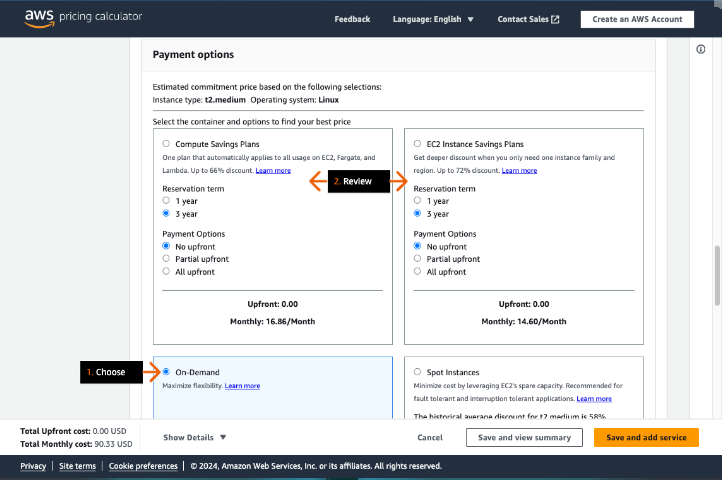 aws pricing calculator
Feedback
Language: English ▼
Contact Sales
Create an AWS Account
Payment options
Estimated commitment price based on the following selections:
Instance type: t2.medium Operating system: Linux
Select the container and options to find your best price
Compute Savings Plans
One plan that automatically applies to all usage on EC2, Fargate, and
Lambda. Up to 66% discount. Learn more
Reservation term
1 year
3 year
Payment Options
No upfront
Partial upfront
All upfront
Upfront: 0.00
Monthly: 16.86/Month
2. Review
EC2 Instance Savings Plans
Get deeper discount when you only need one instance family and
region. Up to 72% discount. Learn more
Reservation term
1 year
3 year
Payment Options
No upfront
Partial upfront
All upfront
Upfront: 0.00
Monthly: 14.60/Month
1. Choose
On-Demand
Maximize flexibility. Learn more
Spot Instances
Minimize cost by leveraging EC2's spare capacity. Recommended for
fault tolerant and interruption tolerant applications. Learn more
The historical average discount for t2.medium is 58%
Total Upfront cost: 0.00 USD
Total Monthly cost: 90.33 USD
Show Details ▼
Cancel
Save and view summary
Save and add service
Privacy | Site terms | Cookie preferences | © 2024, Amazon Web Services, Inc. or its affiliates. All rights reserved.